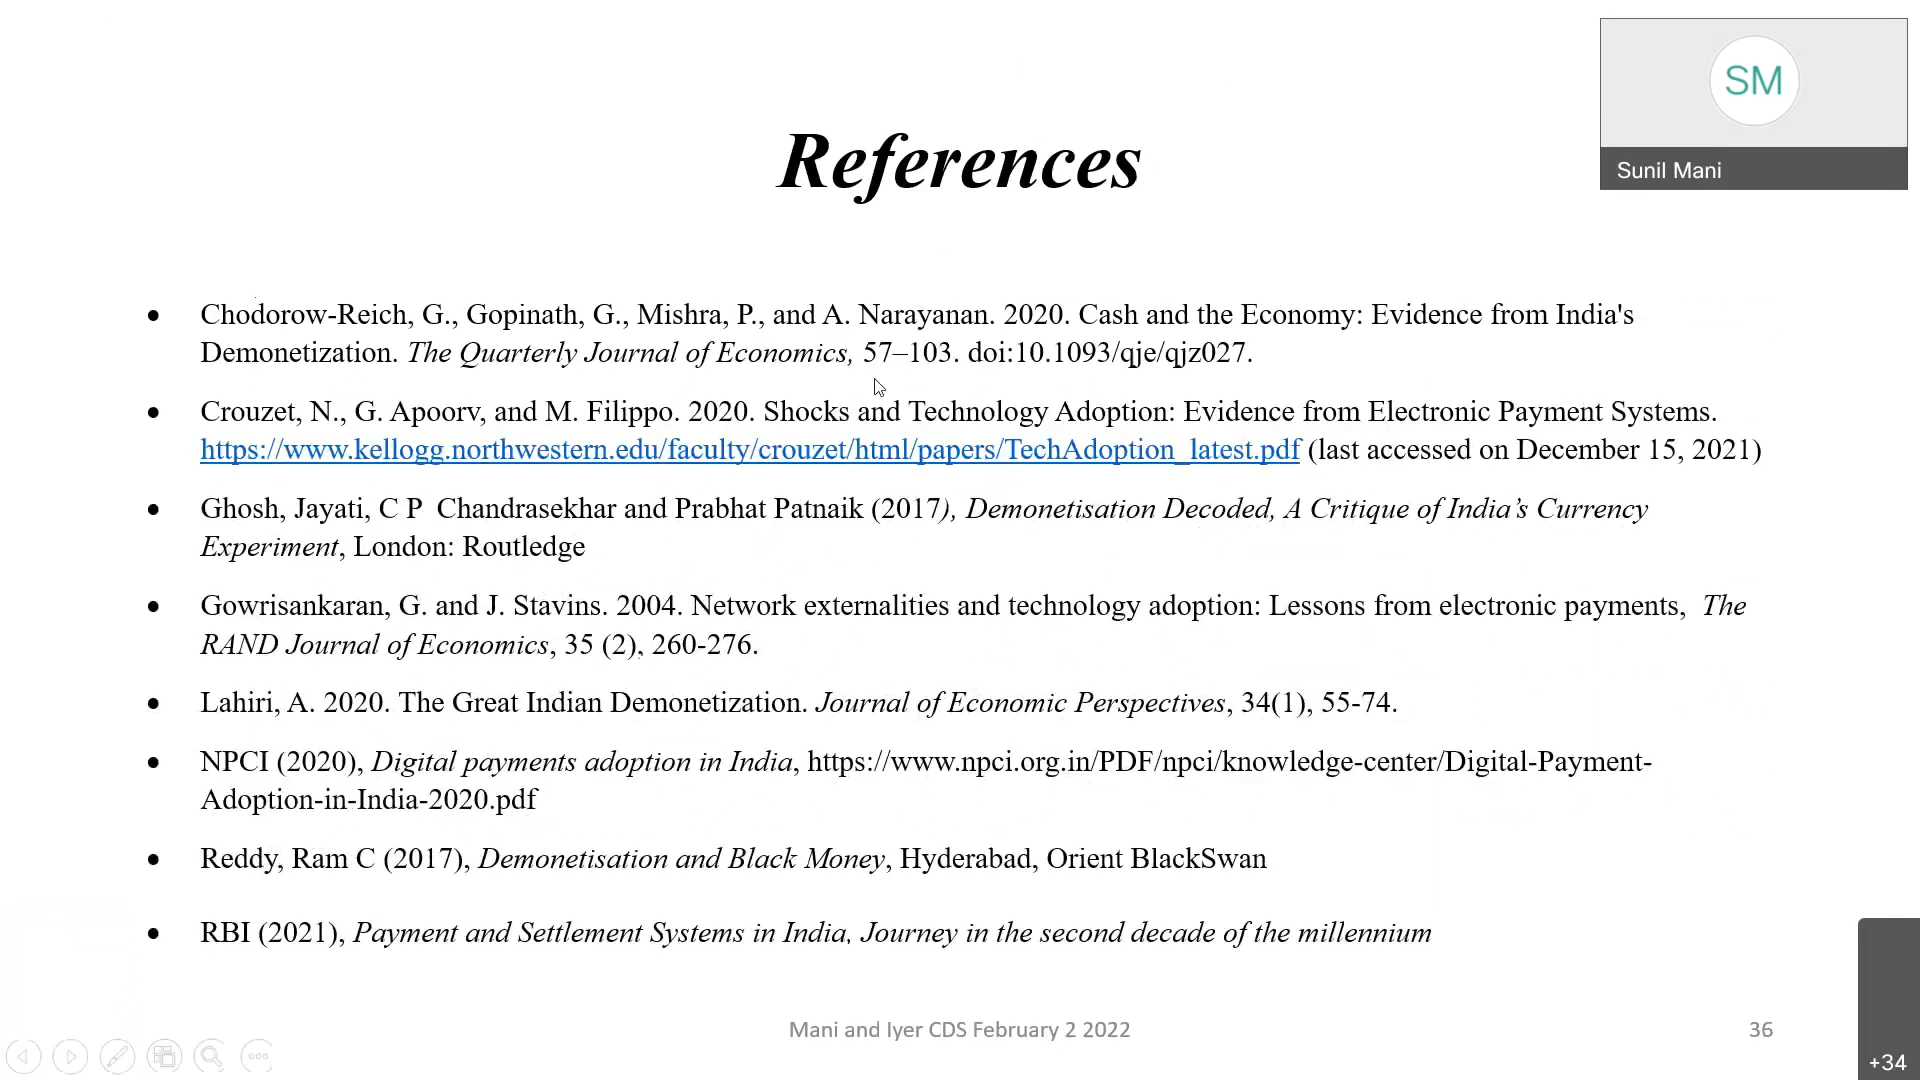 SM
Sunil Mani
References
• Chodorow-Reich, G., Gopinath, G., Mishra, P., and A. Narayanan. 2020. Cash and the Economy: Evidence from India's
Demonetization. The Quarterly Journal of Economics, 57–103. doi:10.1093/qje/qjz027.
• Crouzet, N., G. Apoorv, and M. Filippo. 2020. Shocks and Technology Adoption: Evidence from Electronic Payment Systems.
https://www.kellogg.northwestern.edu/faculty/crouzet/html/papers/TechAdoption_latest.pdf (last accessed on December 15, 2021)
• Ghosh, Jayati, C P Chandrasekhar and Prabhat Patnaik (2017), Demonetisation Decoded, A Critique of India’s Currency
Experiment, London: Routledge
• Gowrisankaran, G. and J. Stavins. 2004. Network externalities and technology adoption: Lessons from electronic payments, The
RAND Journal of Economics, 35 (2), 260-276.
• Lahiri, A. 2020. The Great Indian Demonetization. Journal of Economic Perspectives, 34(1), 55-74.
• NPCI (2020), Digital payments adoption in India, https://www.npci.org.in/PDF/npci/knowledge-center/Digital-Payment-
Adoption-in-India-2020.pdf
• Reddy, Ram C (2017), Demonetisation and Black Money, Hyderabad, Orient BlackSwan
• RBI (2021), Payment and Settlement Systems in India, Journey in the second decade of the millennium
Mani and Iyer CDS February 2 2022
36
+34